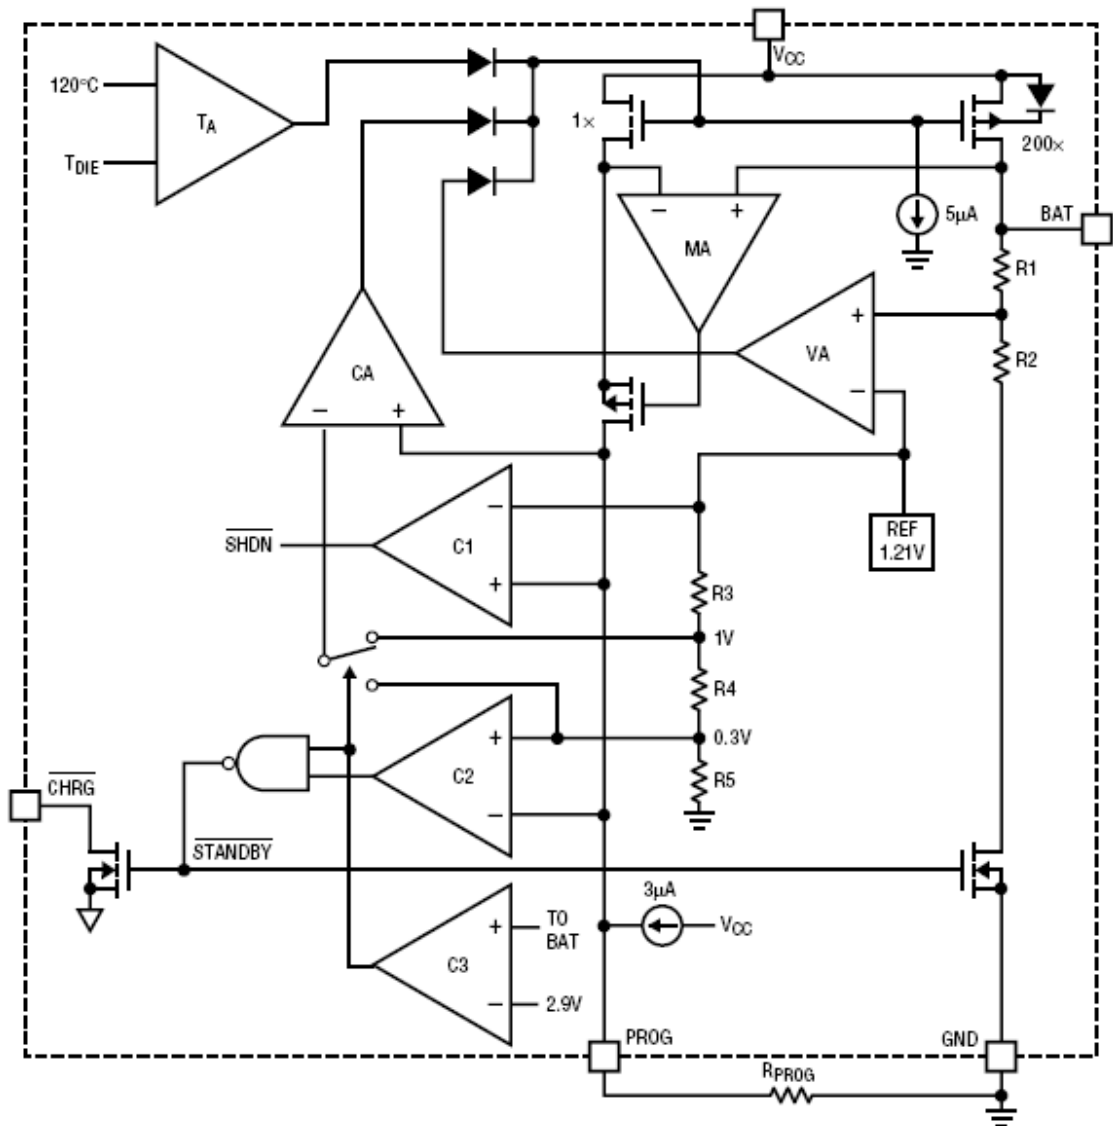 VCC
120°C
TA
TDIE
1×
200×
− +
MA
5μA
BAT
R1
+
VA
−
R2
CA
− +
SHDN
−
C1
+
REF
1.21V
R3
1V
R4
+
0.3V
C2
R5
−
CHRG
STANDBY
3μA
VCC
+
TO
BAT
C3
−
2.9V
PROG
GND
RPROG